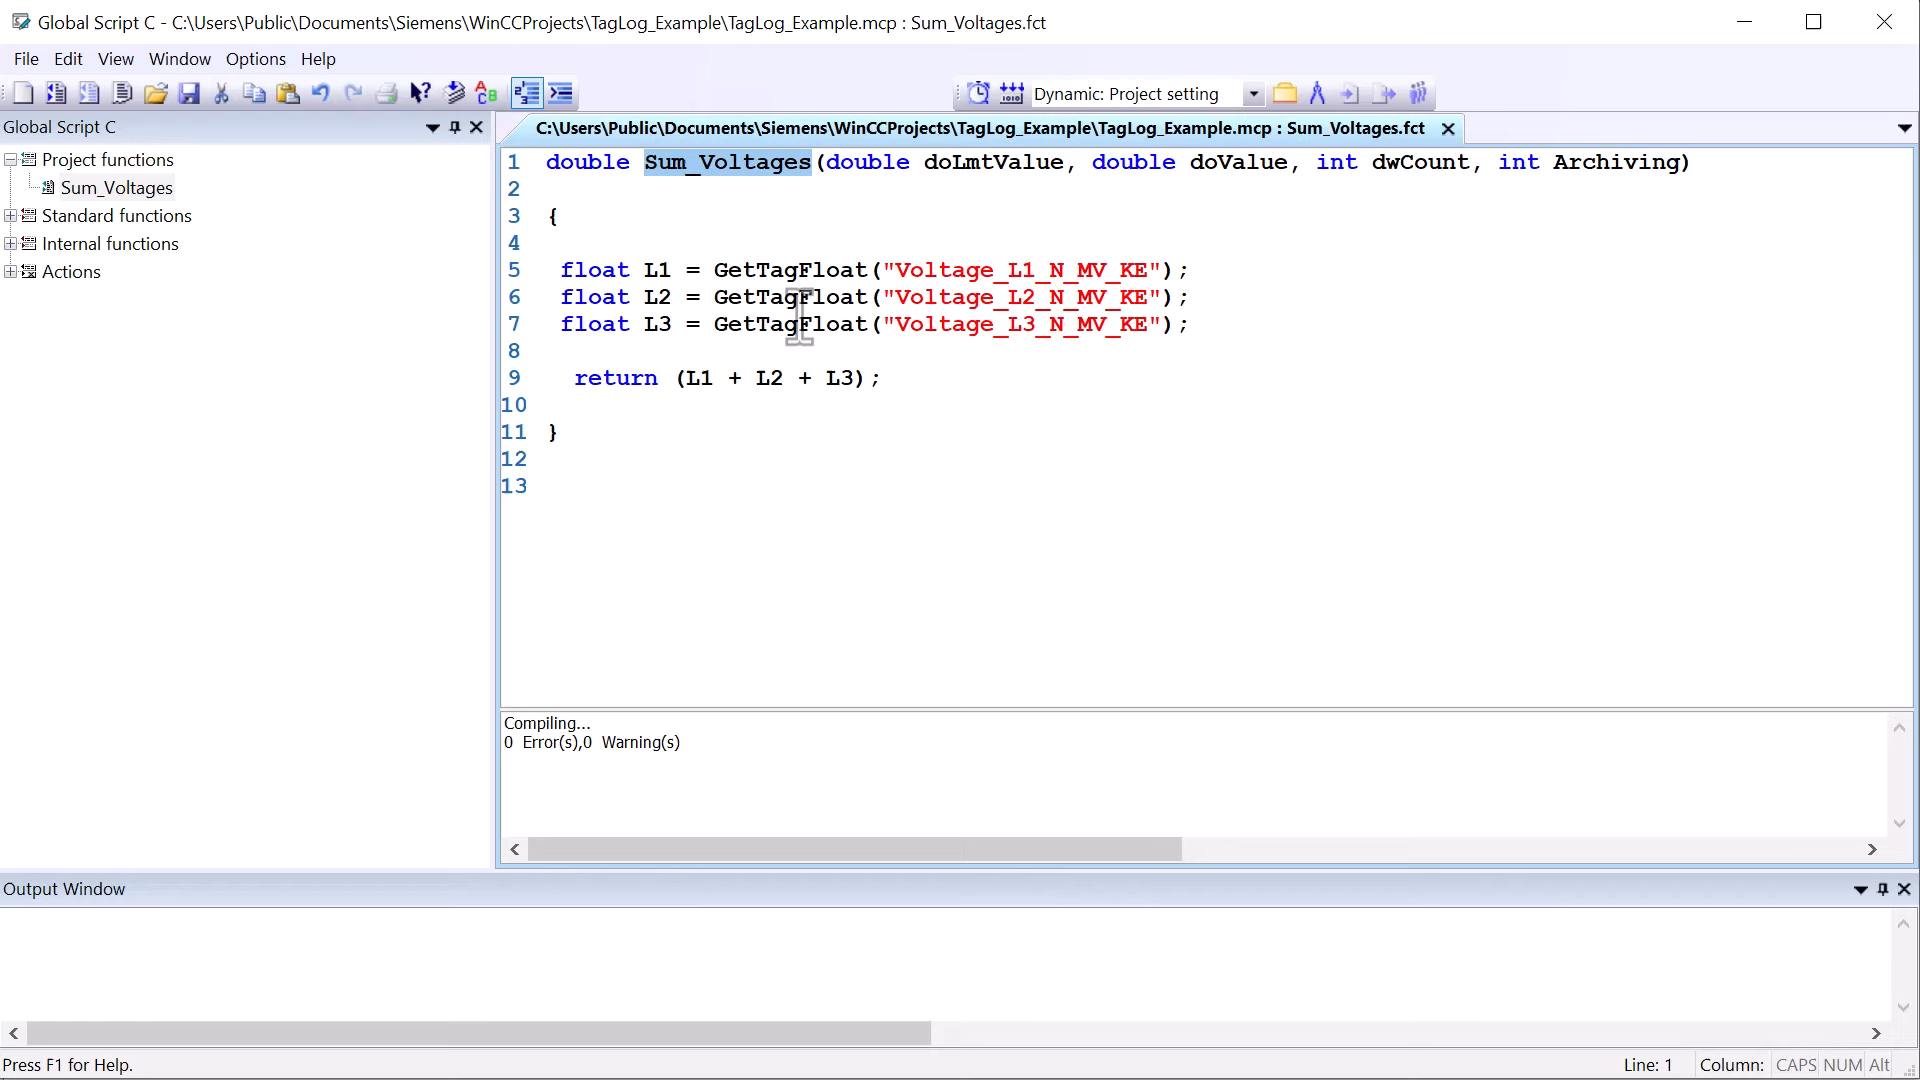 Global Script C - C:\Users\Public\Documents\Siemens\WinCCProjects\TagLog_Example\TagLog_Example.mcp : Sum_Voltages.fct
File Edit View Window Options Help
Dynamic: Project setting
Global Script C
C:\Users\Public\Documents\Siemens\WinCCProjects\TagLog_Example\TagLog_Example.mcp : Sum_Voltages.fct
Project functions
Sum_Voltages
Standard functions
Internal functions
Actions
1 double Sum_Voltages(double doLmtValue, double doValue, int dwCount, int Archiving)
2
3 {
4
5 float L1 = GetTagFloat("Voltage_L1_N_MV_KE");
6 float L2 = GetTagFloat("Voltage_L2_N_MV_KE");
7 float L3 = GetTagFloat("Voltage_L3_N_MV_KE");
8
9 return (L1 + L2 + L3);
10
11 }
12
13
Compiling...
0 Error(s),0 Warning(s)
Output Window
Press F1 for Help.
Line: 1 Column: CAPS NUM Alt